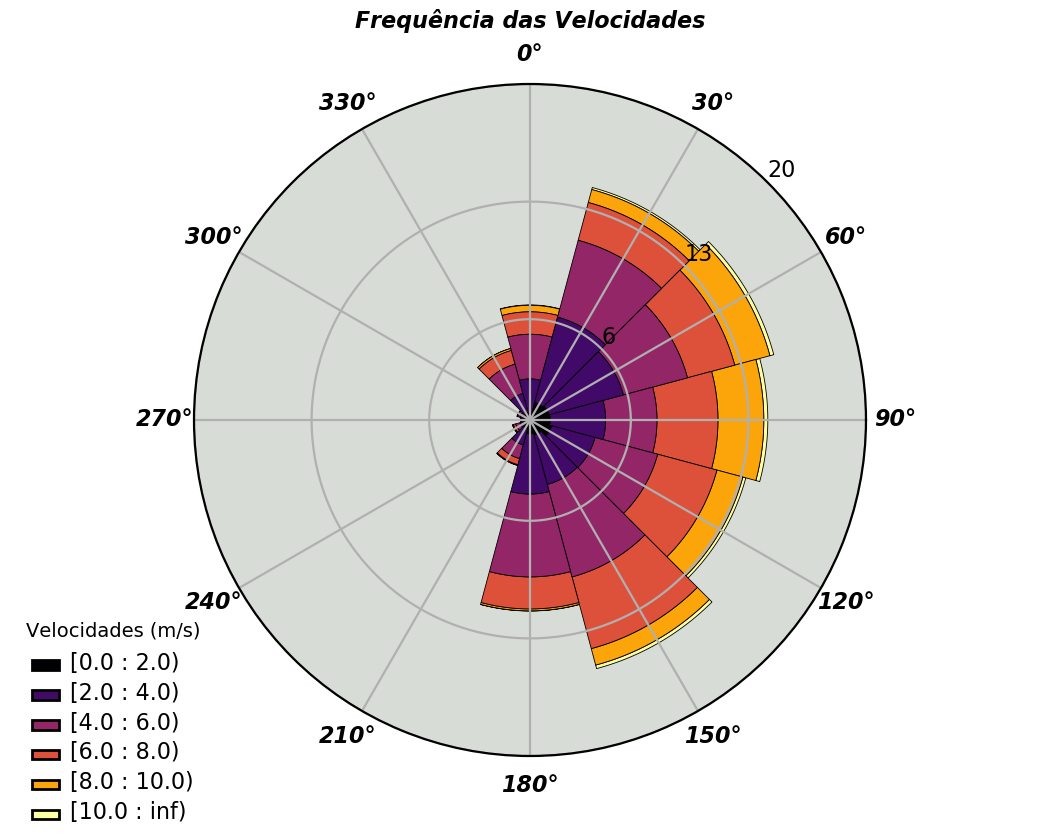 Frequência das Velocidades
0°
330°
30°
20
300°
60°
13
6
270°
90°
240°
120°
Velocidades (m/s)
[0.0 : 2.0)
[2.0 : 4.0)
[4.0 : 6.0)
210°
150°
[6.0 : 8.0)
180°
[8.0 : 10.0)
[10.0 : inf)